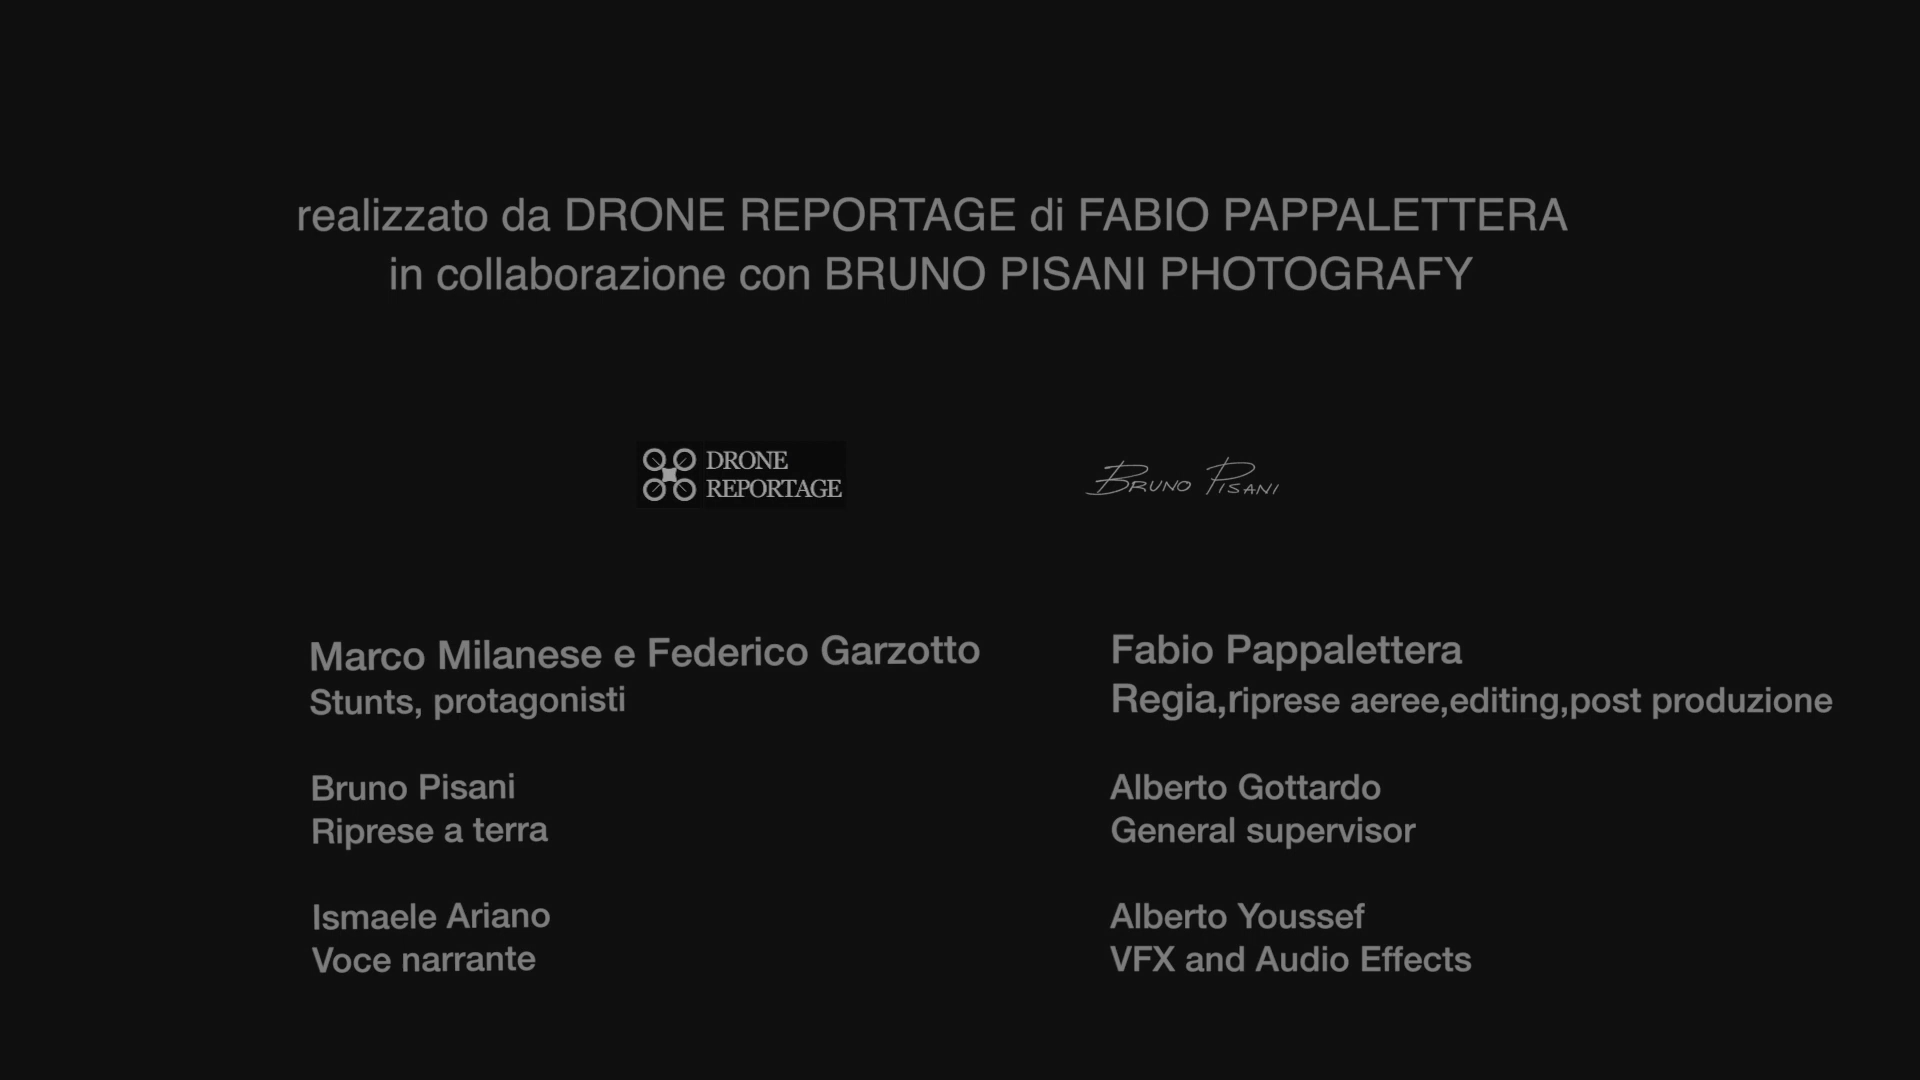 realizzato da DRONE REPORTAGE di FABIO PAPPALETTERA
in collaborazione con BRUNO PISANI PHOTOGRAFY
DRONE
REPORTAGE
BRUNO PISANI
Marco Milanese e Federico Garzotto
Stunts, protagonisti
Bruno Pisani
Riprese a terra
Ismaele Ariano
Voce narrante
Fabio Pappalettera
Regia,riprese aeree,editing,post produzione
Alberto Gottardo
General supervisor
Alberto Youssef
VFX and Audio Effects